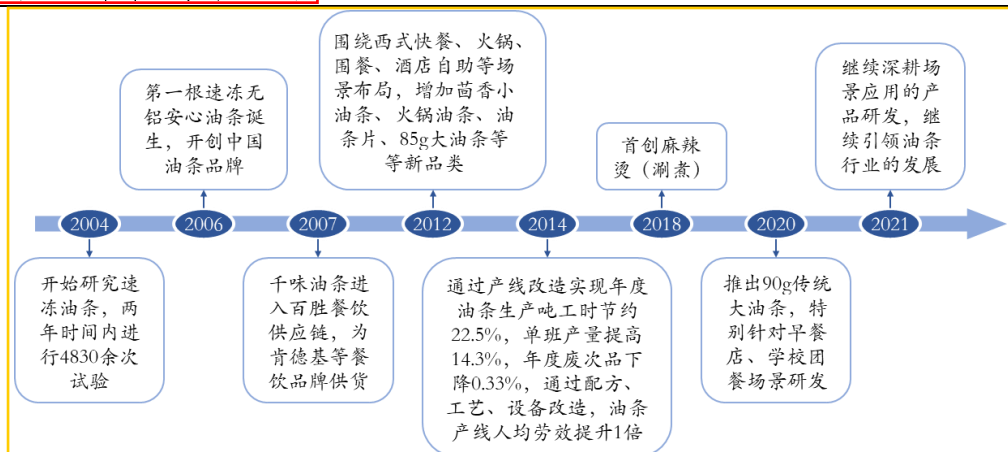 第一根速冻无
铝安心油条诞
生，开创中国
油条品牌
围绕西式快餐、火锅、
围餐、酒店自助等场
景布局，增加茴香小
油条、火锅油条、油
条片、85g大油条等
等新品类
首创麻辣
烫（涮煮）
继续深耕场
景应用的产
品研发，继
续引领油条
行业的发展
2004
2006
2007
2012
2014
2018
2020
2021
开始研究速
冻油条，两
年时间内进
行4830余次
试验
千味油条进
入百胜餐饮
供应链，为
肯德基等餐
饮品牌供货
通过产线改造实现年度
油条生产吨工时节约
22.5%，单班产量提高
14.3%，年度废次品下
降0.33%，通过配方、
工艺、设备改造，油条
产线人均劳效提升1倍
推出90g传统
大油条，特
别针对早餐
店、学校团
餐场景研发